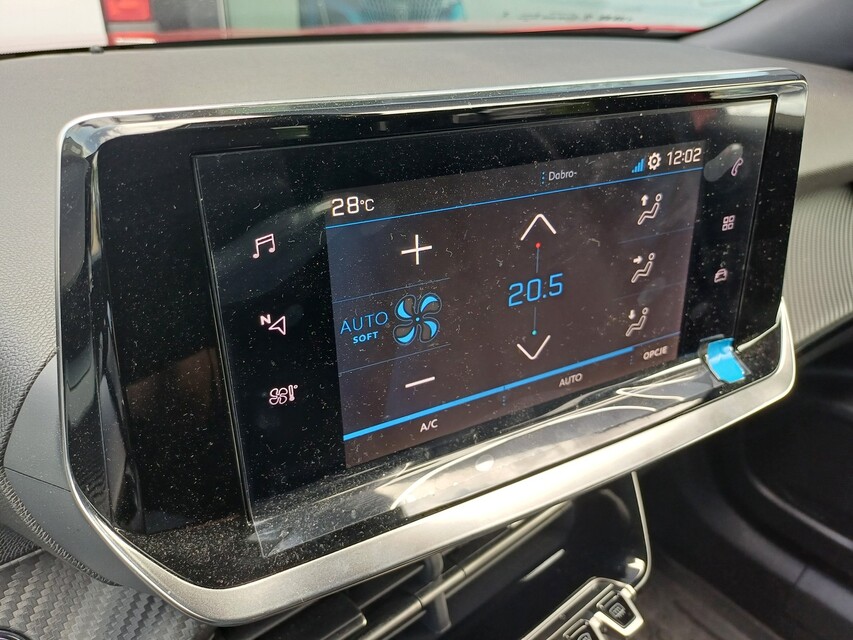 Dobro-
12:02
28°C
N
AUTO
SOFT
20.5
A/C
AUTO
OPCJE